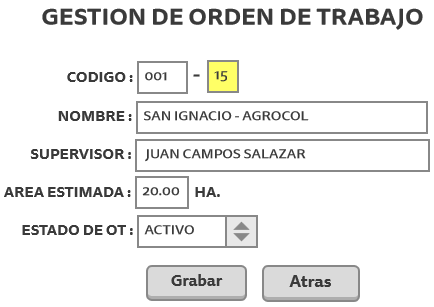 GESTION DE ORDEN DE TRABAJO
CODIGO : 001 - 15
NOMBRE : SAN IGNACIO - AGROCOL
SUPERVISOR : JUAN CAMPOS SALAZAR
AREA ESTIMADA : 20.00 HA.
ESTADO DE OT : ACTIVO
Grabar Atras